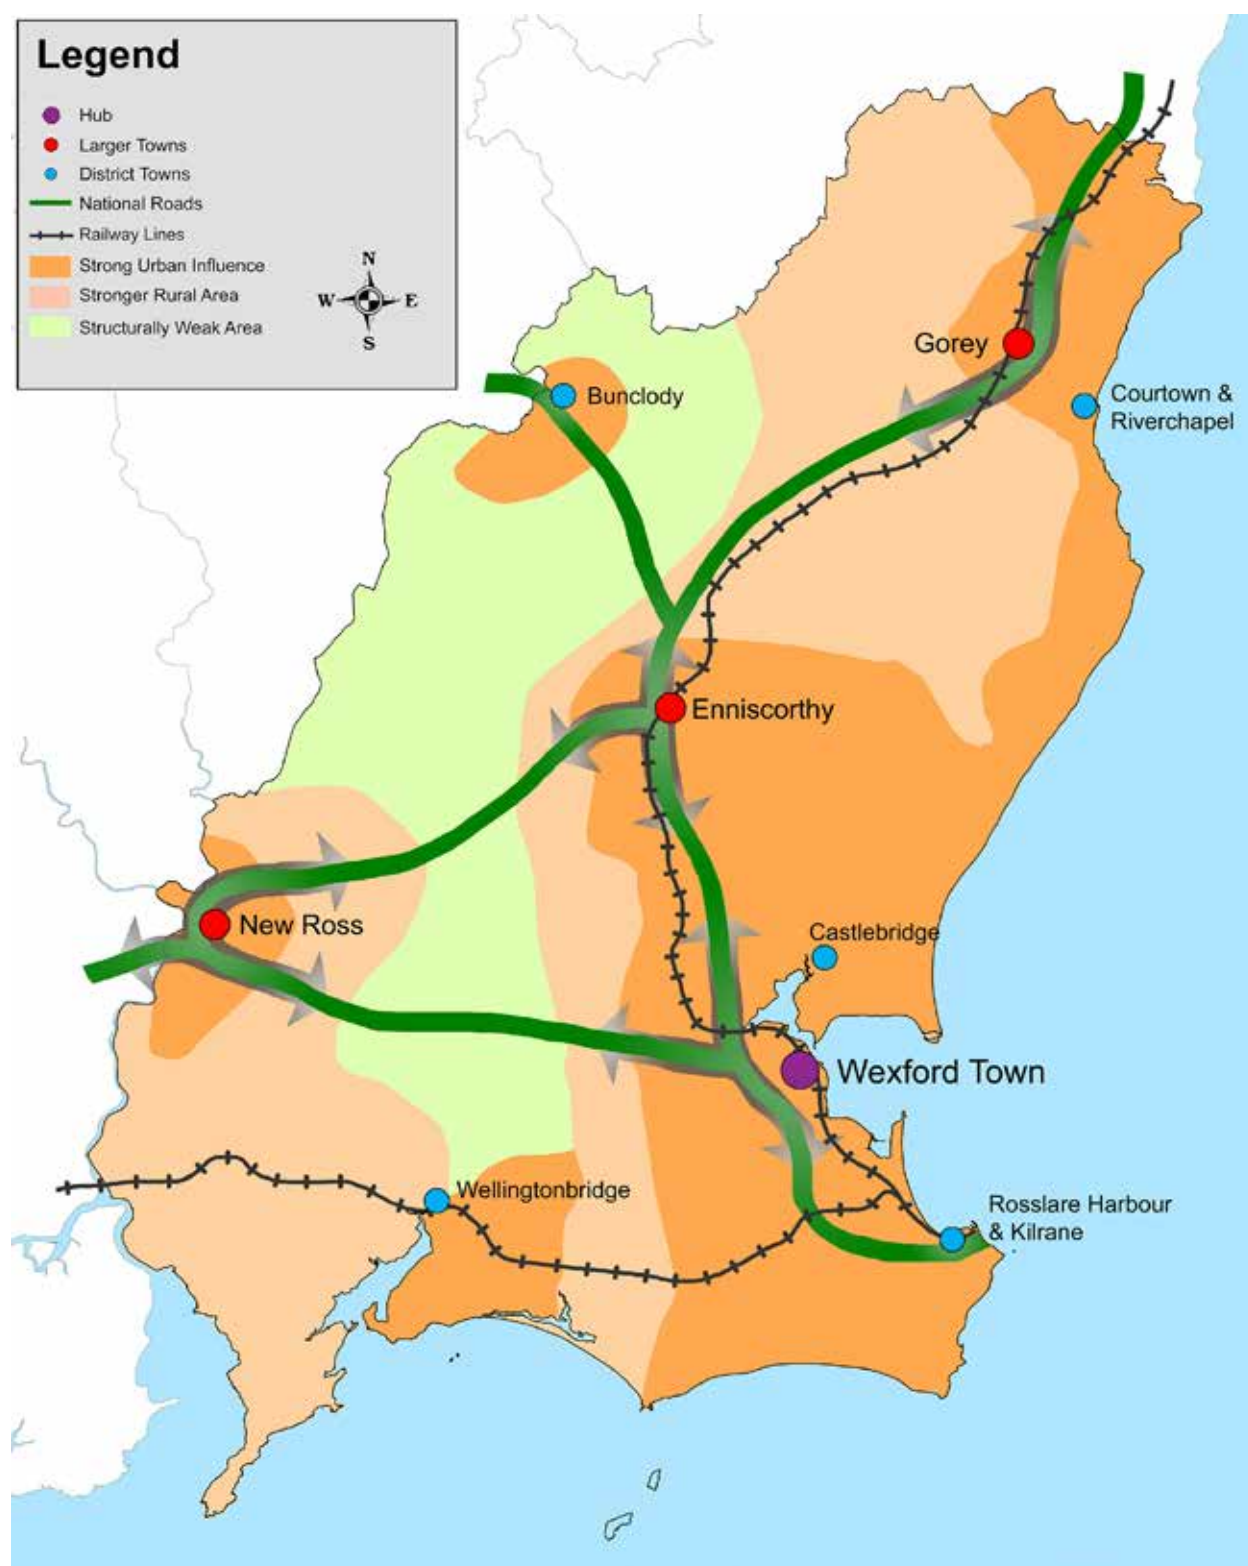 Legend
Hub
Larger Towns
District Towns
National Roads
Railway Lines
Strong Urban Influence
Stronger Rural Area
Structurally Weak Area
N
W E
S
Gorey
Bunclody
Courtown &
Riverchapel
Enniscorthy
New Ross
Castlebridge
Wexford Town
Wellingtonbridge
Rosslare Harbour
& Kilrane